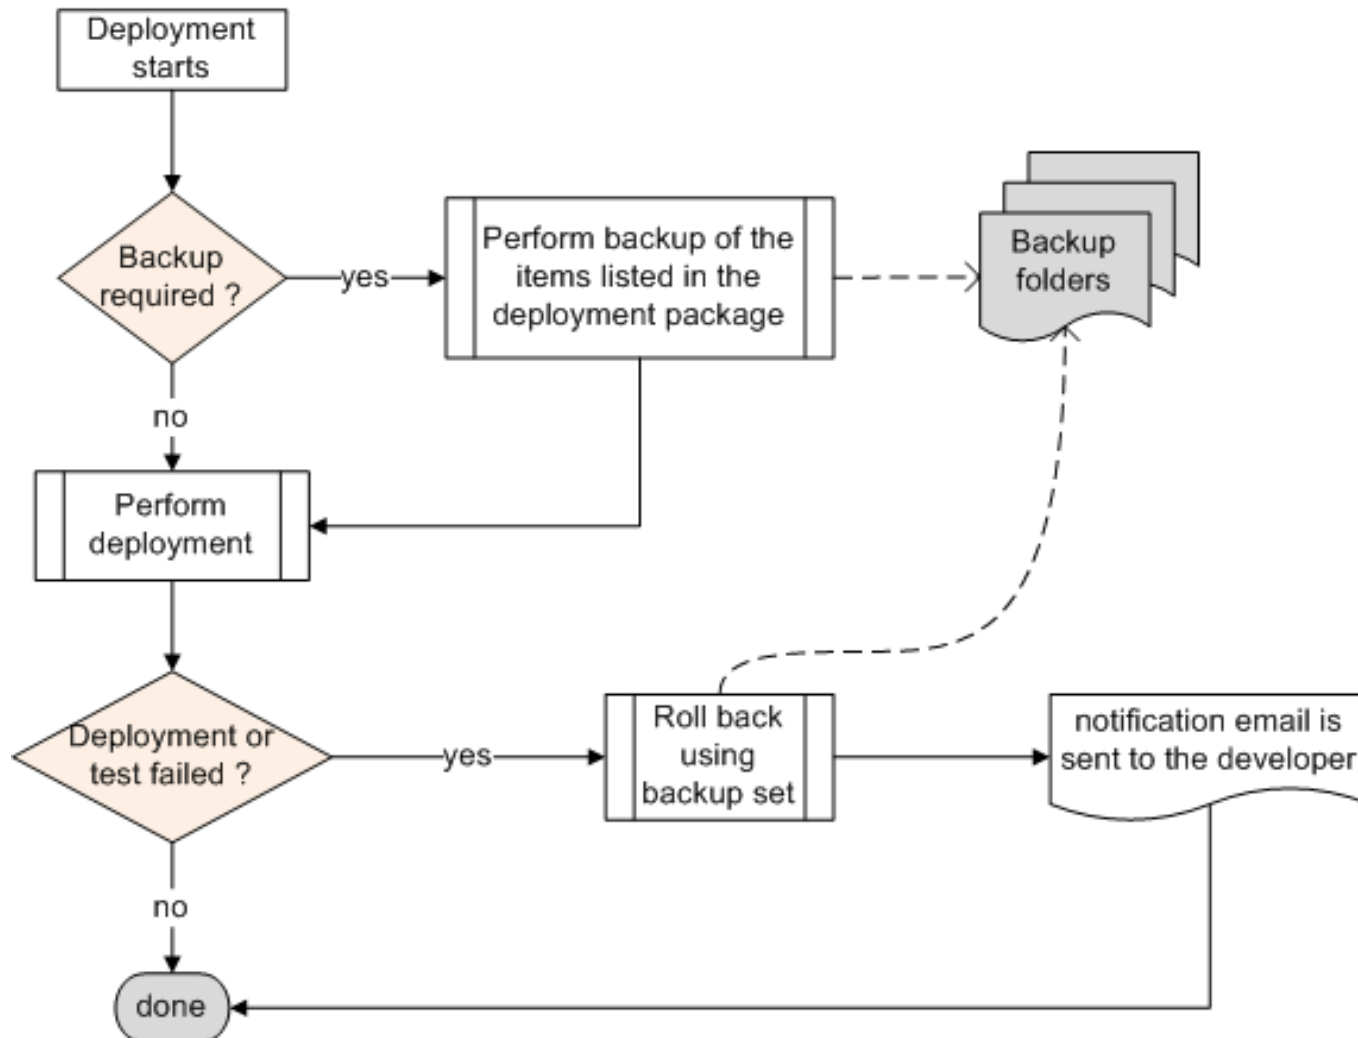 Deployment
starts
Backup
required ?
yes
Perform backup of the
items listed in the
deployment package
Backup
folders
no
Perform
deployment
Deployment or
test failed ?
yes
Roll back
using
backup set
notification email is
sent to the developer
no
done